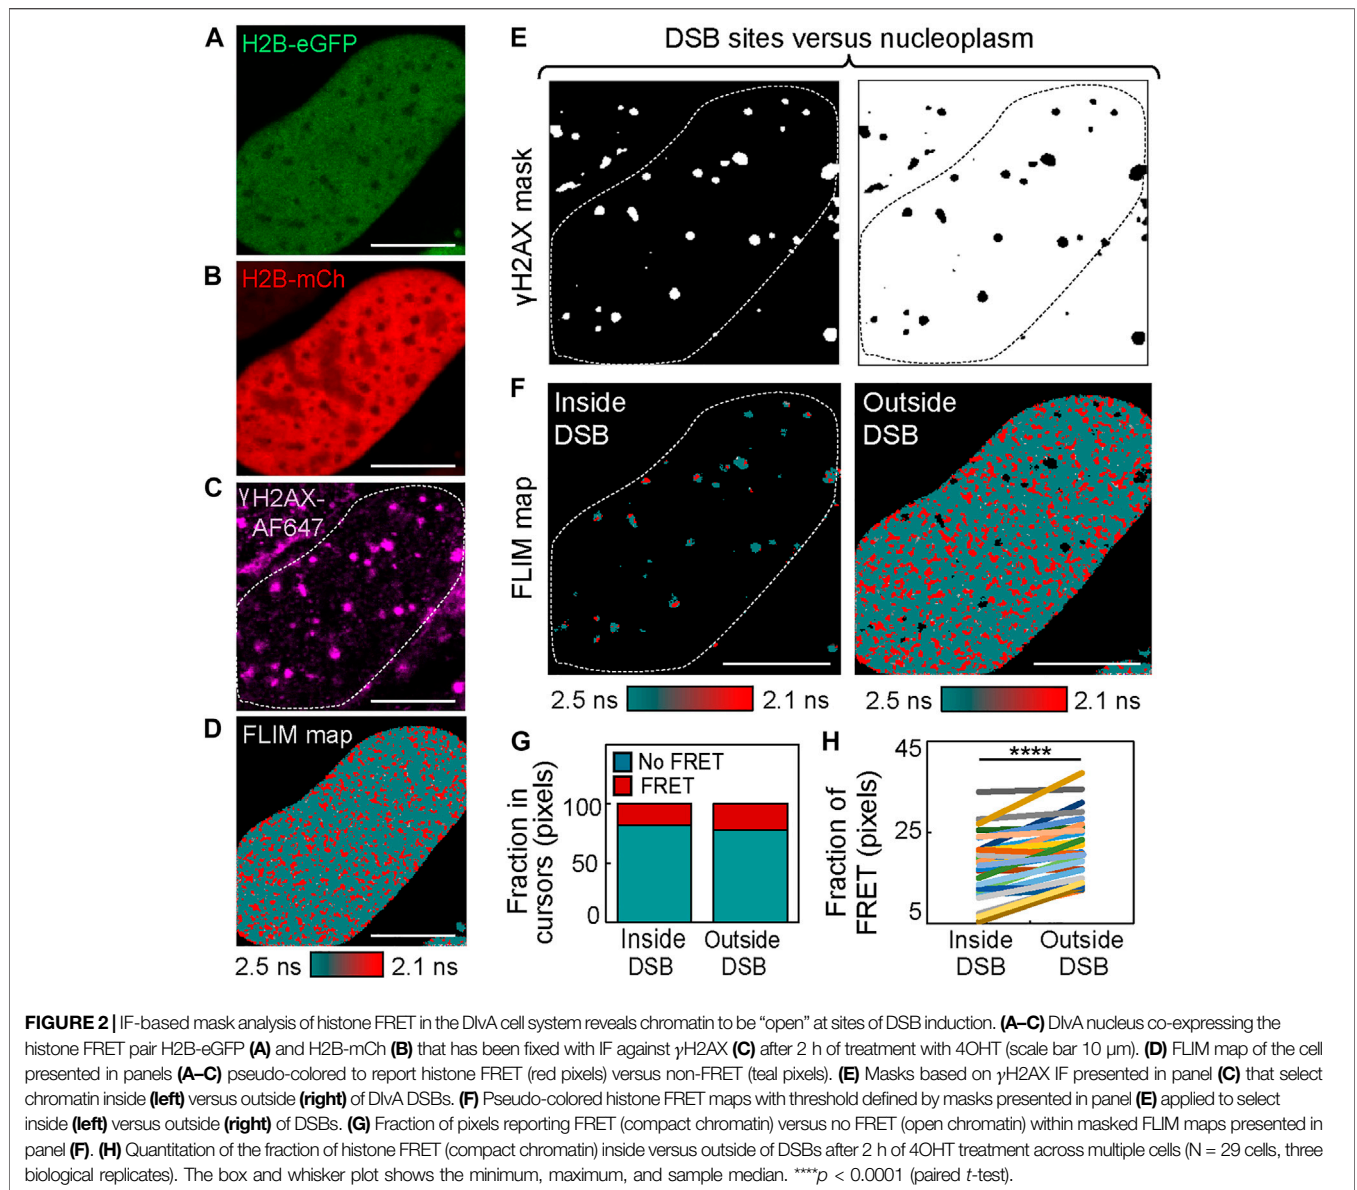 A
H2B-eGFP
B
H2B-mCh
C
γH2AX-
AF647
D
FLIM map
2.5 ns
2.1 ns
E
DSB sites versus nucleoplasm
γH2AX mask
F
Inside
DSB
Outside
DSB
FLIM map
2.5 ns
2.1 ns
2.5 ns
2.1 ns
G
No FRET
FRET
Fraction in
cursors (pixels)
100
50
0
Inside
DSB
Outside
DSB
H
****
Fraction of
FRET (pixels)
45
25
5
Inside
DSB
Outside
DSB
FIGURE 2 | IF-based mask analysis of histone FRET in the DIvA cell system reveals chromatin to be “open” at sites of DSB induction. (A–C) DIvA nucleus co-expressing the
histone FRET pair H2B-eGFP (A) and H2B-mCh (B) that has been fixed with IF against γH2AX (C) after 2 h of treatment with 4OHT (scale bar 10 μm). (D) FLIM map of the cell
presented in panels (A–C) pseudo-colored to report histone FRET (red pixels) versus non-FRET (teal pixels). (E) Masks based on γH2AX IF presented in panel (C) that select
chromatin inside (left) versus outside (right) of DIvA DSBs. (F) Pseudo-colored histone FRET maps with threshold defined by masks presented in panel (E) applied to select
inside (left) versus outside (right) of DSBs. (G) Fraction of pixels reporting FRET (compact chromatin) versus no FRET (open chromatin) within masked FLIM maps presented in
panel (F). (H) Quantitation of the fraction of histone FRET (compact chromatin) inside versus outside of DSBs after 2 h of 4OHT treatment across multiple cells (N = 29 cells, three
biological replicates). The box and whisker plot shows the minimum, maximum, and sample median. ****p < 0.0001 (paired t-test).